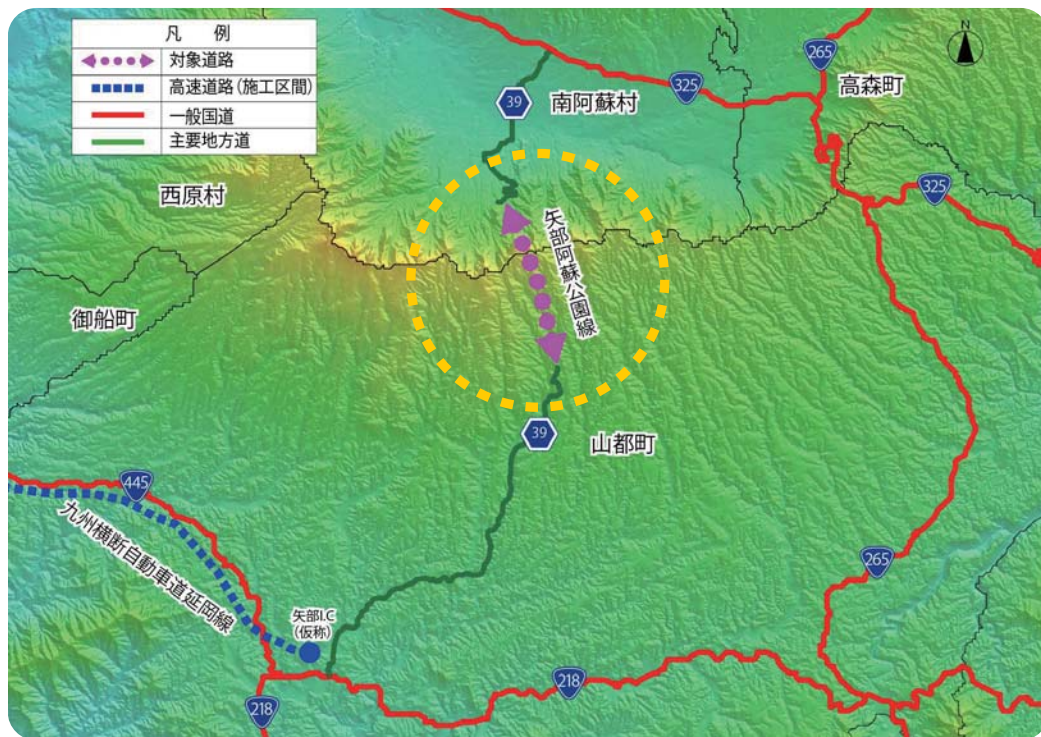 凡 例
対象道路
高速道路(施工区間)
一般国道
主要地方道
N
265
高森町
325
39
南阿蘇村
西原村
325
矢部阿蘇公園線
御船町
39
山都町
445
九州横断自動車道延岡線
265
矢部I.C
(仮称)
218
218